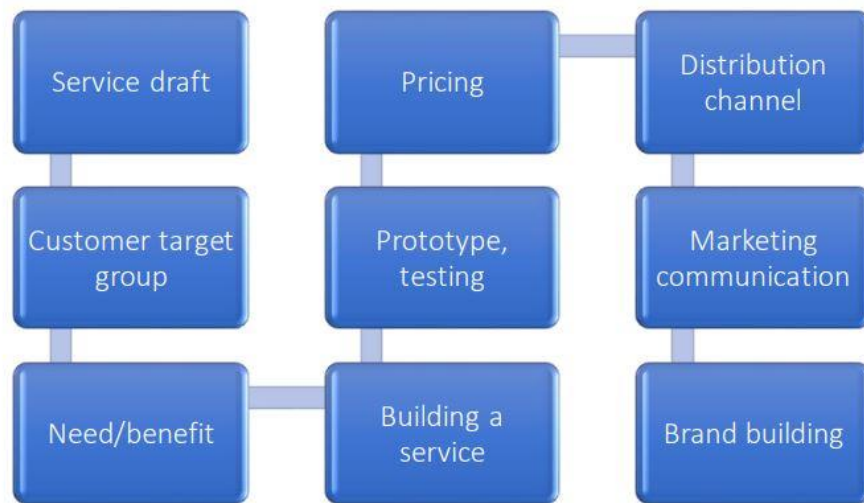 Service draft
Customer target
group
Need/benefit
Building a
service
Prototype,
testing
Pricing
Distribution
channel
Marketing
communication
Brand building